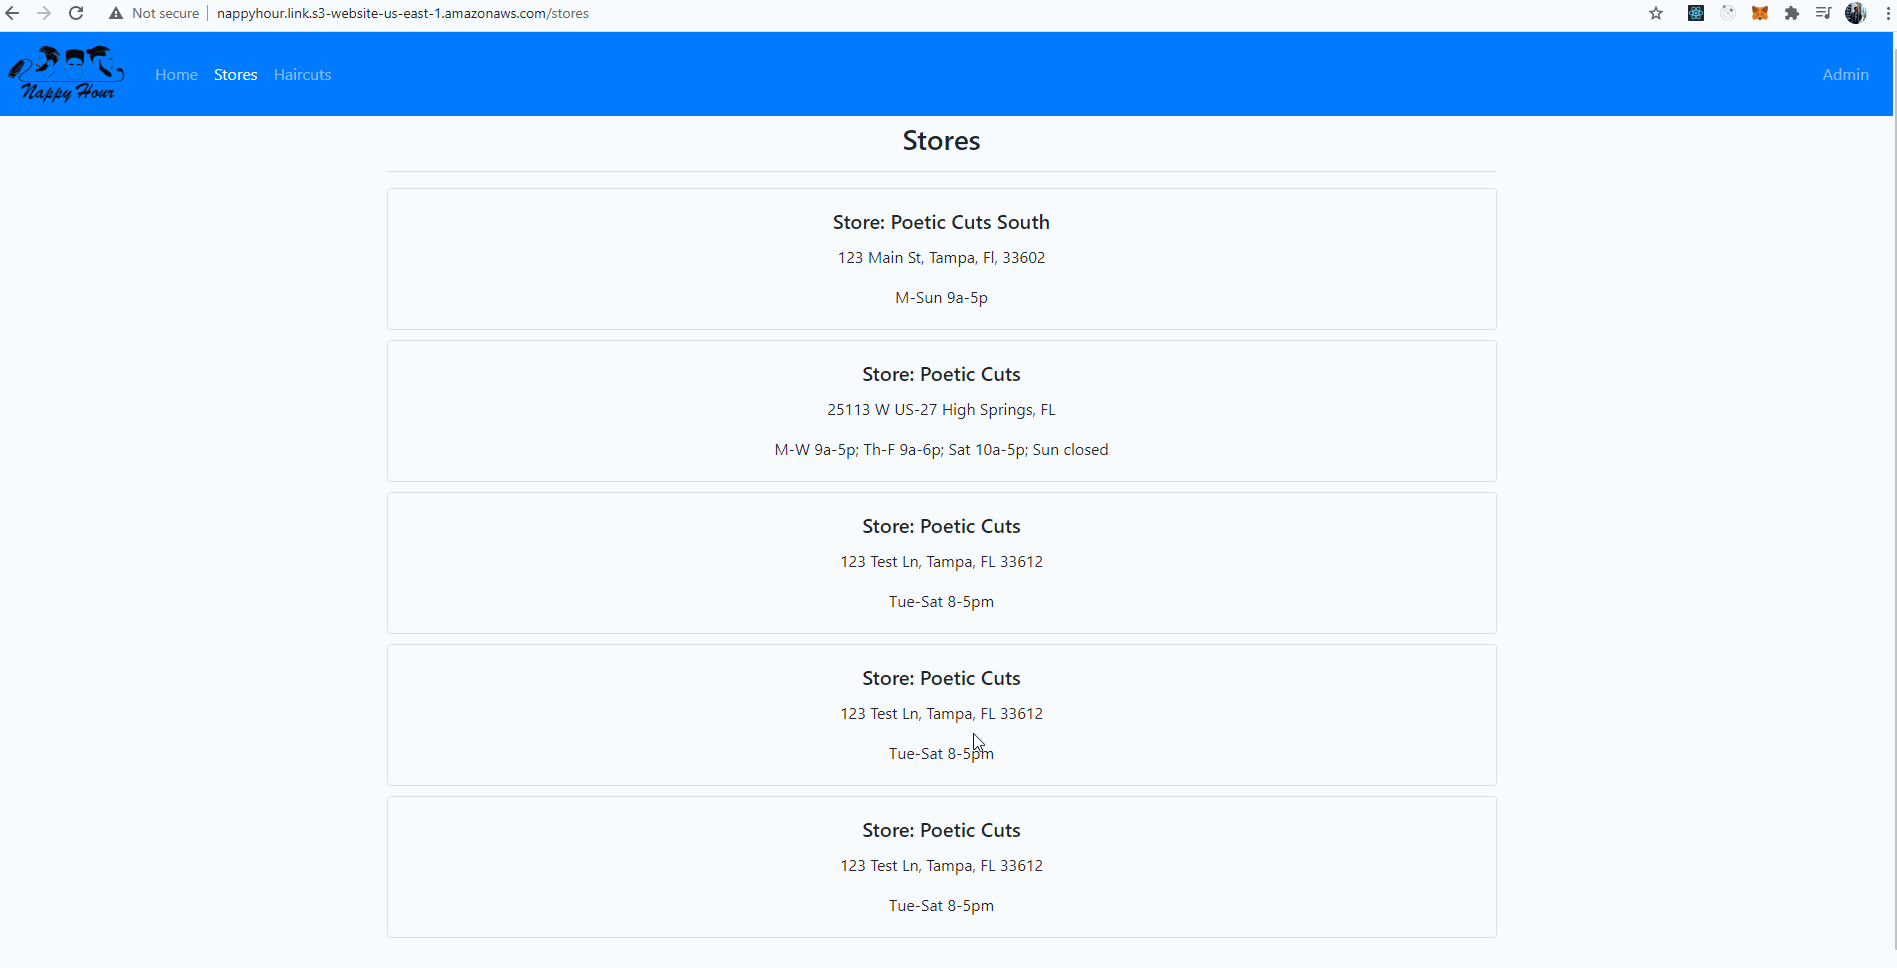 Not secure | nappyhour.link.s3-website-us-east-1.amazonaws.com/stores
Nappy Hour
Home Stores Haircuts Admin
Stores
Store: Poetic Cuts South
123 Main St, Tampa, Fl, 33602
M-Sun 9a-5p
Store: Poetic Cuts
25113 W US-27 High Springs, FL
M-W 9a-5p; Th-F 9a-6p; Sat 10a-5p; Sun closed
Store: Poetic Cuts
123 Test Ln, Tampa, FL 33612
Tue-Sat 8-5pm
Store: Poetic Cuts
123 Test Ln, Tampa, FL 33612
Tue-Sat 8-5pm
Store: Poetic Cuts
123 Test Ln, Tampa, FL 33612
Tue-Sat 8-5pm